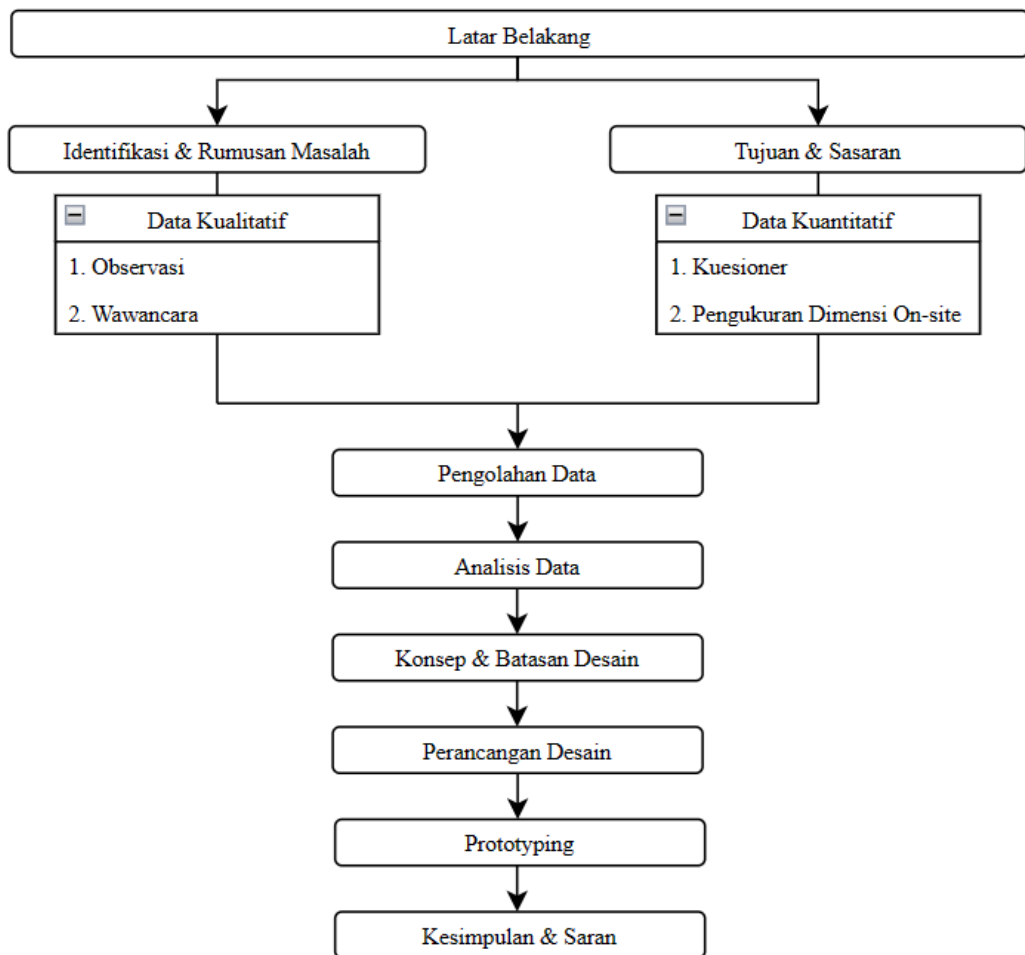 Latar Belakang
Identifikasi & Rumusan Masalah
Tujuan & Sasaran
Data Kualitatif
1. Observasi
2. Wawancara
Data Kuantitatif
1. Kuesioner
2. Pengukuran Dimensi On-site
Pengolahan Data
Analisis Data
Konsep & Batasan Desain
Perancangan Desain
Prototyping
Kesimpulan & Saran